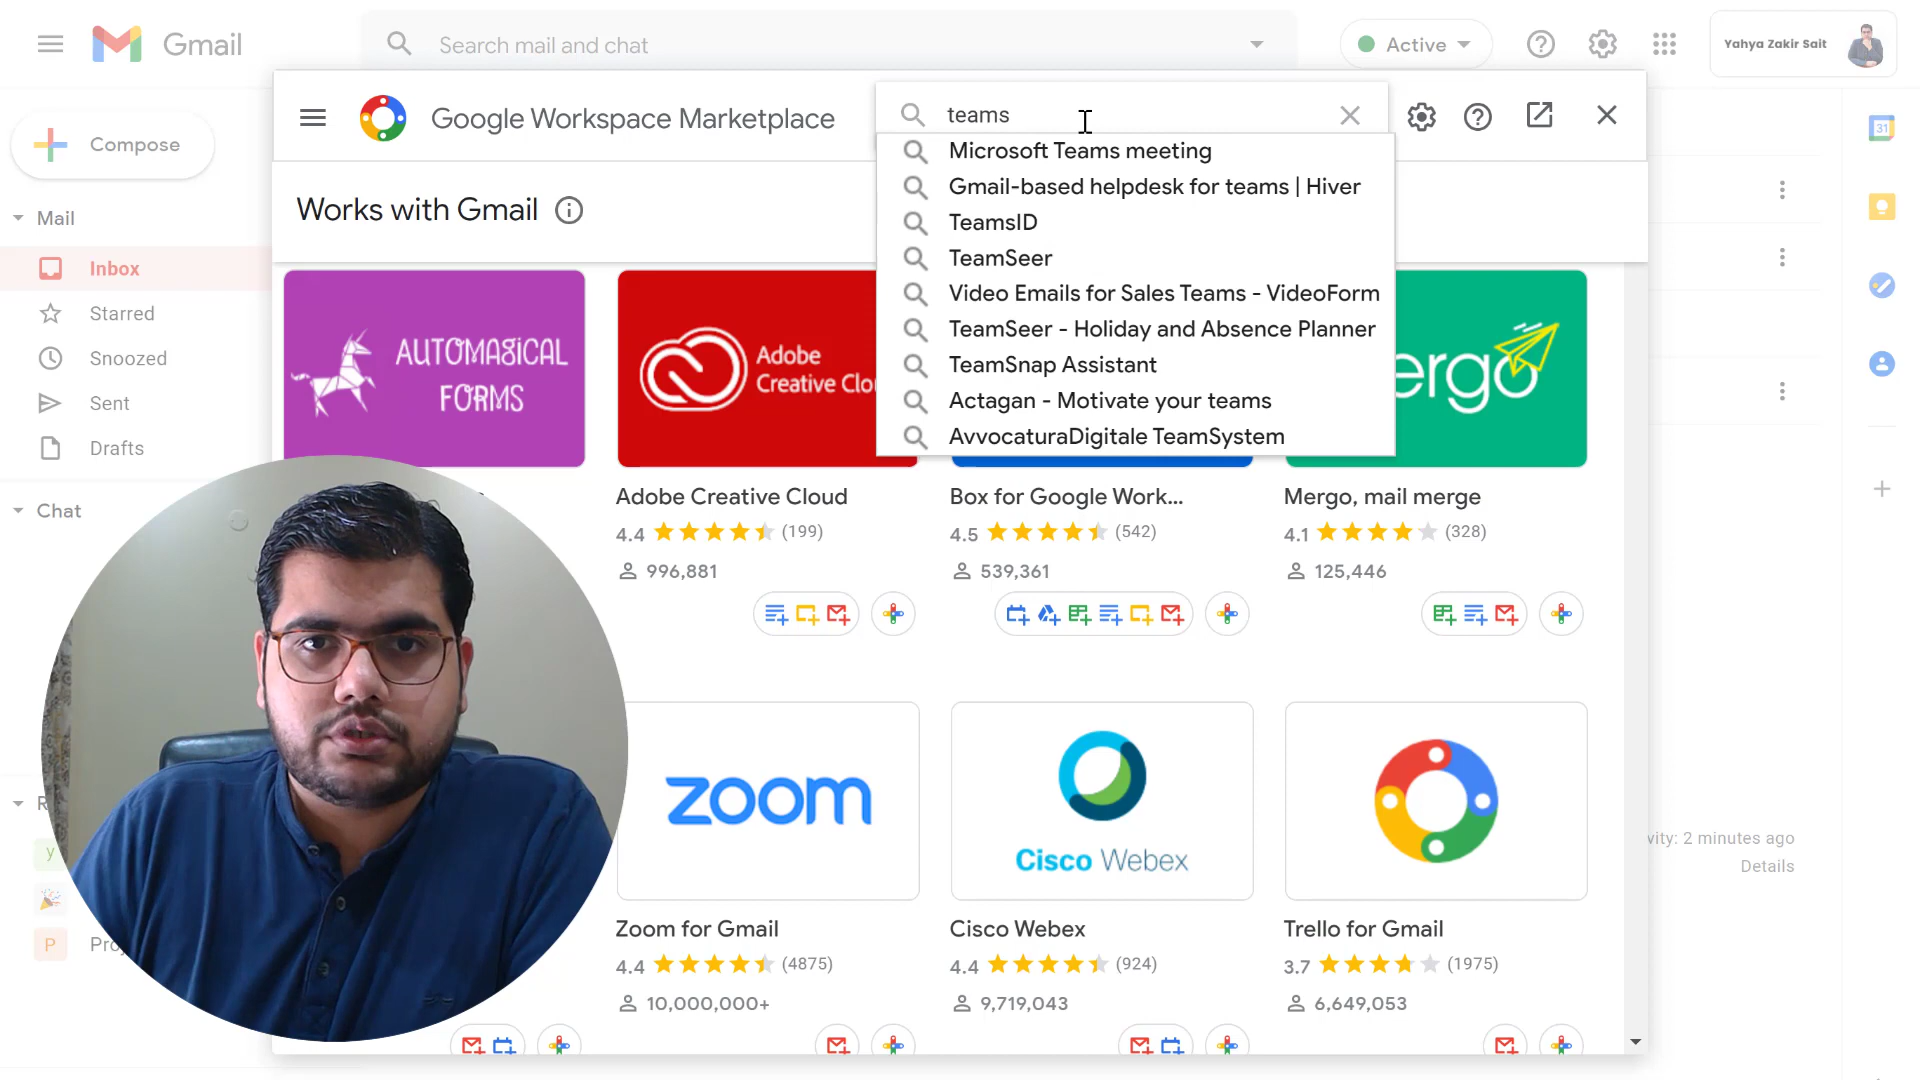 Gmail
Search mail and chat
Active
Yahya Zakir Sait
Google Workspace Marketplace
teams
Compose
Microsoft Teams meeting
Gmail-based helpdesk for teams | Hiver
TeamsID
TeamSeer
Video Emails for Sales Teams - VideoForm
TeamSeer - Holiday and Absence Planner
TeamSnap Assistant
Actagan - Motivate your teams
AvvocaturaDigitale TeamSystem
Works with Gmail
Mail
Inbox
Starred
Snoozed
Sent
Drafts
Chat
31
AUTOMAGICAL
FORMS
Adobe
Creative Clou
ergo
Adobe Creative Cloud
4.4 (199)
996,881
Box for Google Work...
4.5 (542)
539,361
Mergo, mail merge
4.1 (328)
125,446
zoom
Cisco Webex
Zoom for Gmail
4.4 (4875)
10,000,000+
Cisco Webex
4.4 (924)
9,719,043
Trello for Gmail
3.7 (1975)
6,649,053
R
y
P
Pro
vity: 2 minutes ago
Details